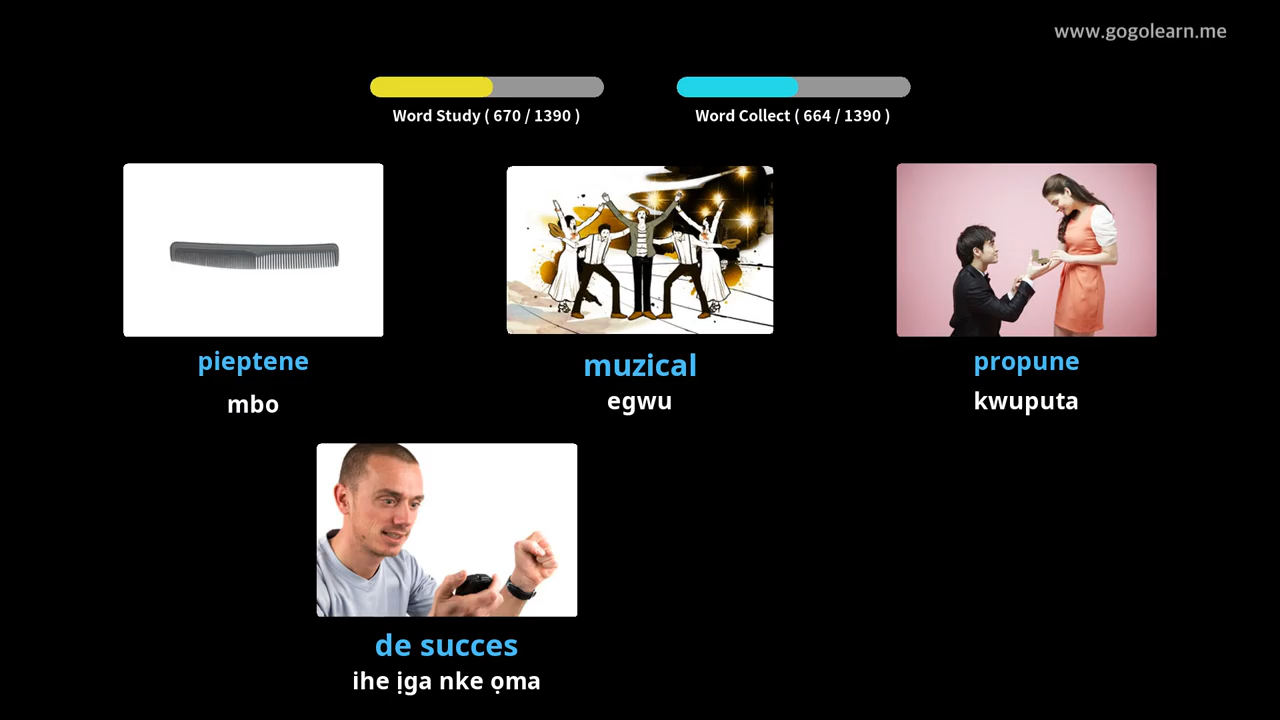 www.gogolearn.me
Word Study ( 670 / 1390 )
Word Collect ( 664 / 1390 )
pieptene
mbo
muzical
egwu
propune
kwuputa
de succes
ihe ịga nke ọma